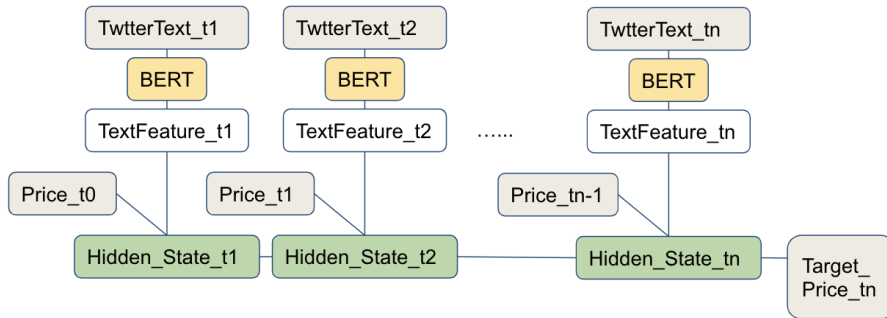 TwtterText_t1
TwtterText_t2
TwtterText_tn
BERT
BERT
BERT
TextFeature_t1
TextFeature_t2
…...
TextFeature_tn
Price_t0
Price_t1
Price_tn-1
Hidden_State_t1
Hidden_State_t2
Hidden_State_tn
Target_
Price_tn